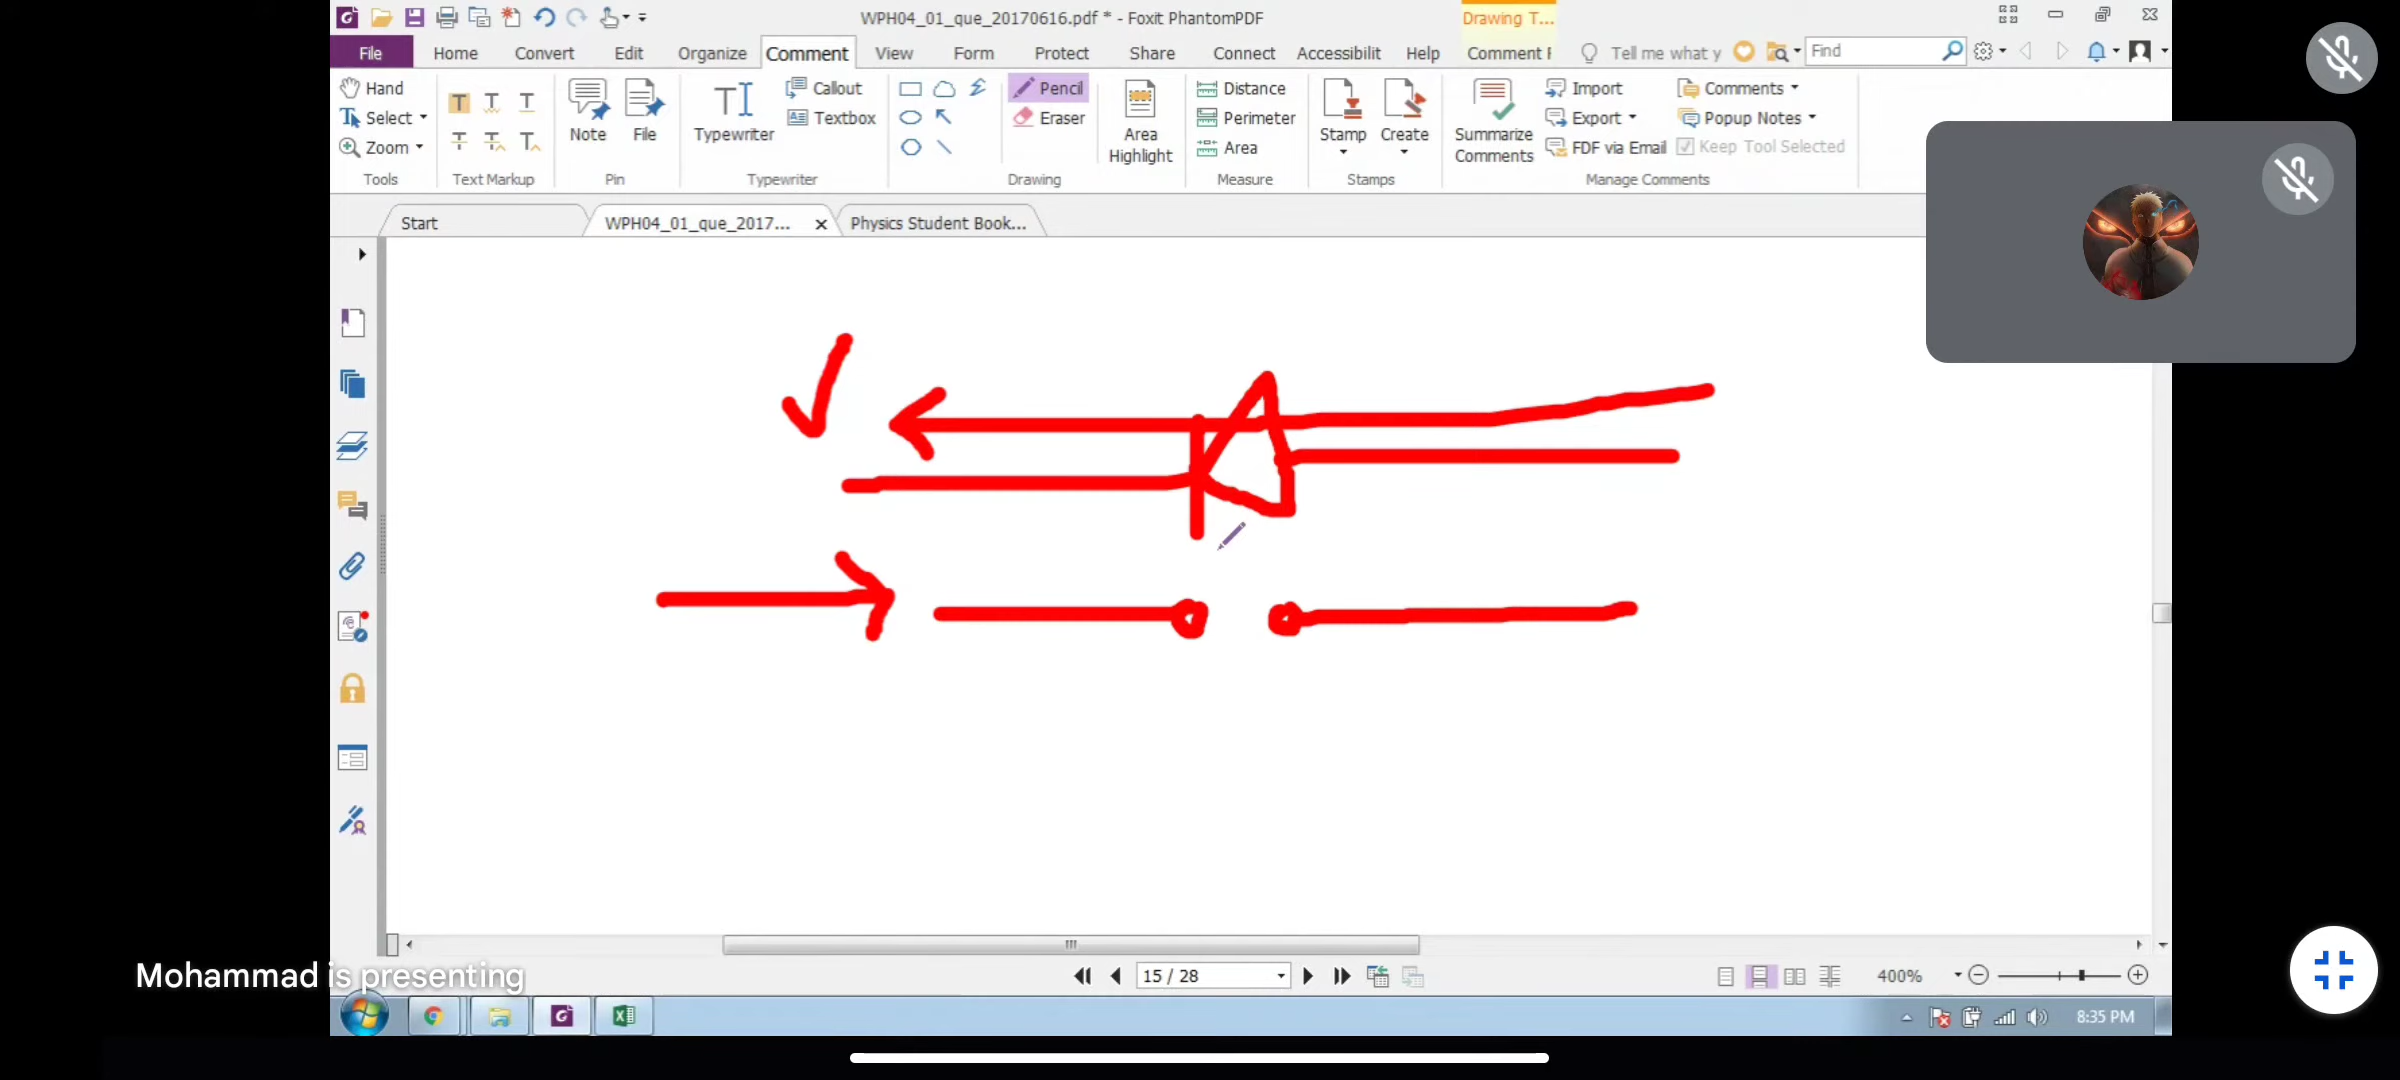 WPH04_01_que_20170616.pdf * - Foxit PhantomPDF
Drawing T...
File Home Convert Edit Organize Comment View Form Protect Share Connect Accessibilit Help Comment F Tell me what y Find
Hand
Select
Zoom
Tools
Text Markup
Note
File
Pin
Typewriter
Callout
Textbox
Typewriter
Pencil
Eraser
Drawing
Area
Highlight
Distance
Perimeter
Area
Measure
Stamp
Create
Stamps
Summarize
Comments
Import
Export
FDF via Email
Comments
Popup Notes
Keep Tool Selected
Manage Comments
Start
WPH04_01_que_2017...
Physics Student Book...
Mohammad is presenting
15 / 28
400%
8:35 PM